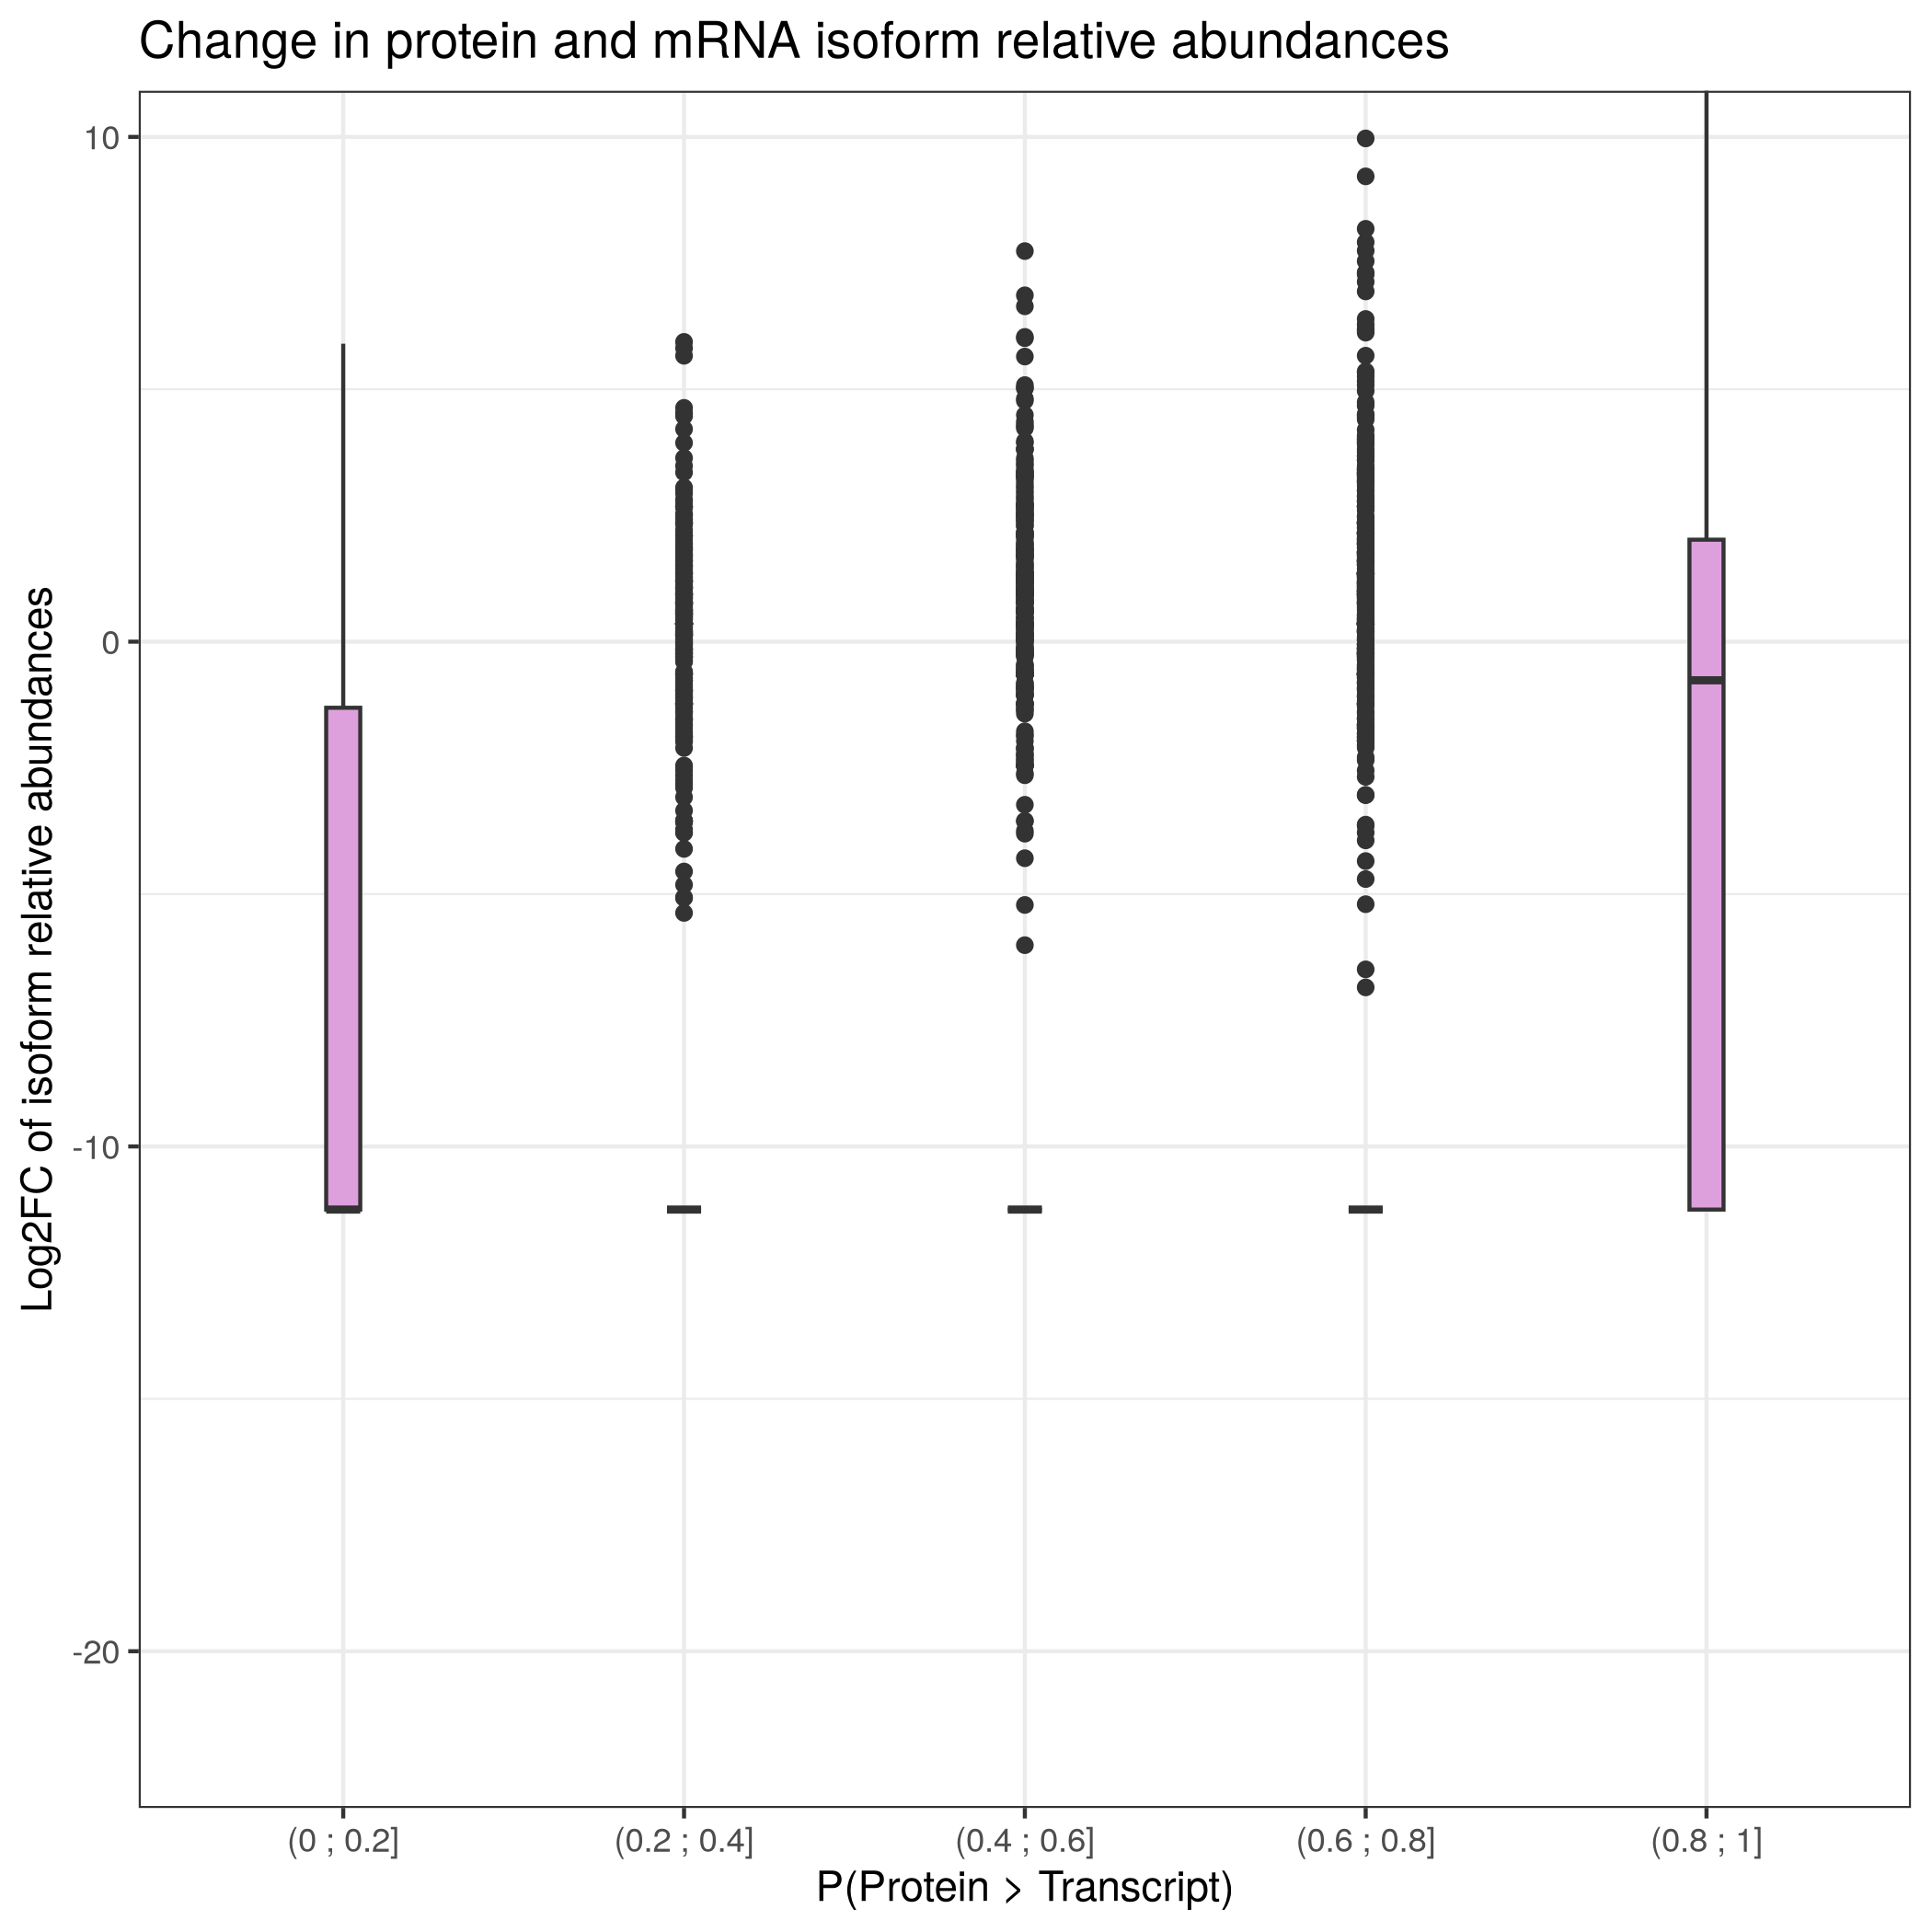 Change in protein and mRNA isoform relative abundances
Log2FC of isoform relative abundances
10
0
-10
-20
(0 ; 0.2]
(0.2 ; 0.4]
(0.4 ; 0.6]
(0.6 ; 0.8]
(0.8 ; 1]
P(Protein > Transcript)